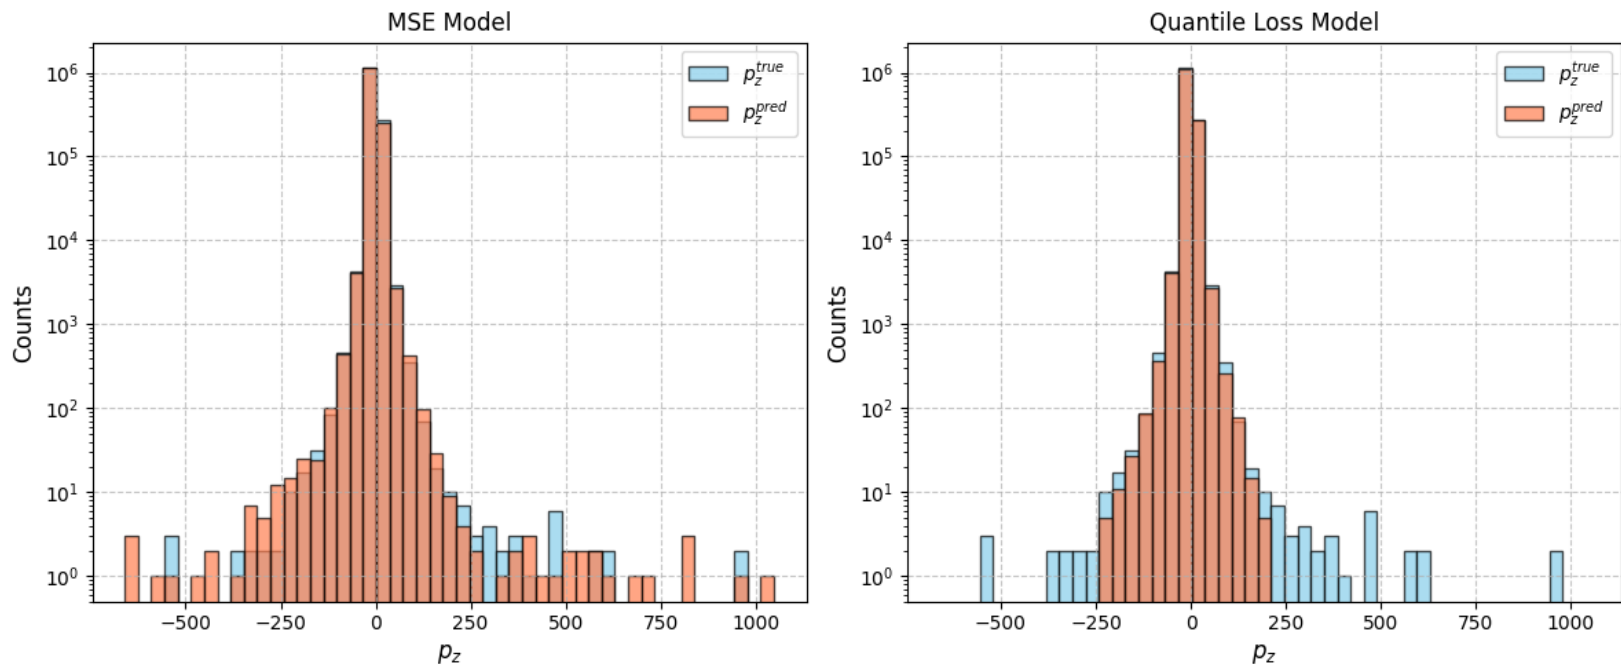 MSE Model
10^6
10^5
10^4
10^3
10^2
10^1
10^0
Counts
p_z^{true}
p_z^{pred}
−500
−250
0
250
500
750
1000
p_z
Quantile Loss Model
10^6
10^5
10^4
10^3
10^2
10^1
10^0
Counts
p_z^{true}
p_z^{pred}
−500
−250
0
250
500
750
1000
p_z